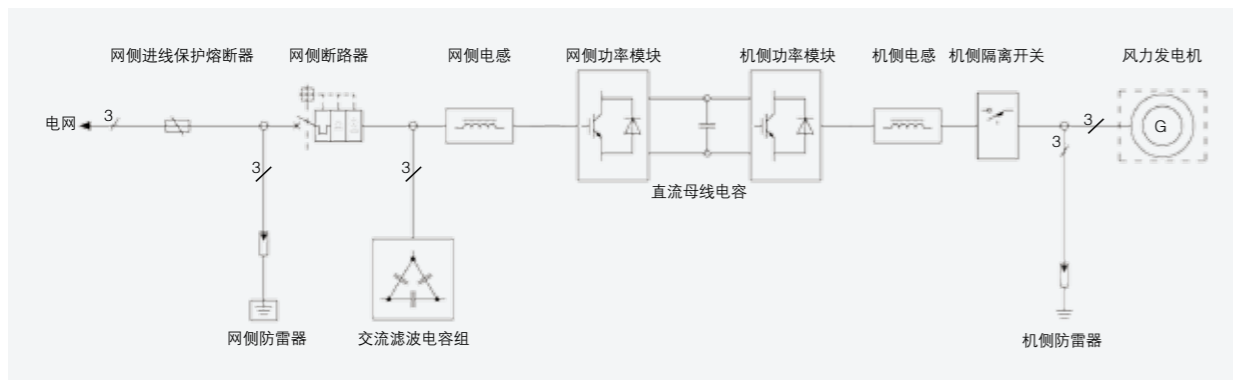 网侧进线保护熔断器
网侧断路器
网侧电感
网侧功率模块
机侧功率模块
机侧电感
机侧隔离开关
风力发电机
电网
3
3
3
3
3
G
直流母线电容
网侧防雷器
交流滤波电容组
机侧防雷器